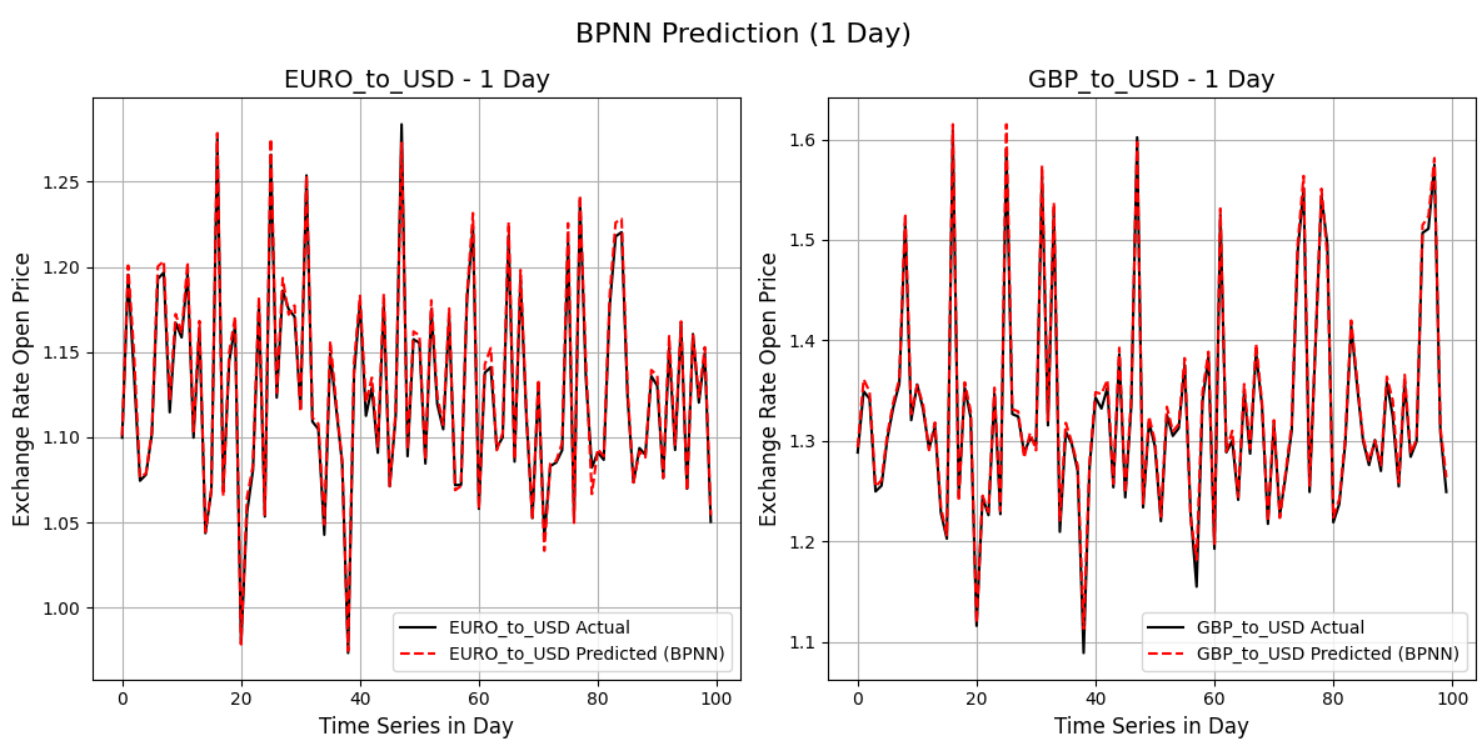 BPNN Prediction (1 Day)
EURO_to_USD - 1 Day
Exchange Rate Open Price
1.25
1.20
1.15
1.10
1.05
1.00
0 20 40 60 80 100
Time Series in Day
EURO_to_USD Actual
EURO_to_USD Predicted (BPNN)
GBP_to_USD - 1 Day
Exchange Rate Open Price
1.6
1.5
1.4
1.3
1.2
1.1
0 20 40 60 80 100
Time Series in Day
GBP_to_USD Actual
GBP_to_USD Predicted (BPNN)